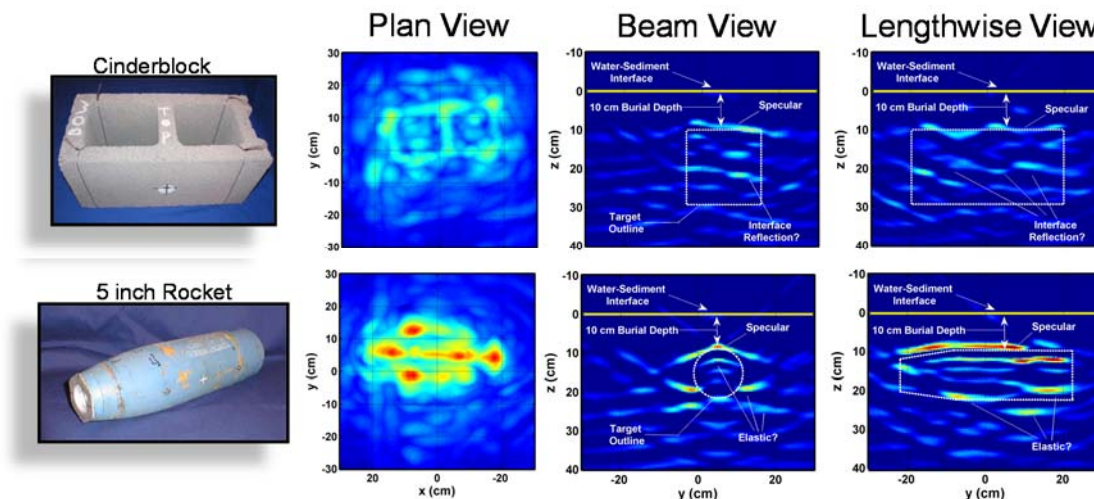 Plan View
Beam View
Lengthwise View
Cinderblock
BOW
TOP
30
20
10
0
-10
-20
-30
y (cm)
-10
0
10
20
30
40
z (cm)
Water-Sediment
Interface
10 cm Burial Depth
Specular
Target
Outline
Interface
Reflection?
-10
0
10
20
30
40
z (cm)
Water-Sediment
Interface
10 cm Burial Depth
Specular
Interface
Reflection?
5 inch Rocket
30
20
10
0
-10
-20
-30
y (cm)
20
0
-20
x (cm)
-10
0
10
20
30
40
z (cm)
Water-Sediment
Interface
10 cm Burial Depth
Specular
Target
Outline
Elastic?
-20
0
20
y (cm)
-10
0
10
20
30
40
z (cm)
Water-Sediment
Interface
10 cm Burial Depth
Specular
Elastic?
-20
0
20
y (cm)